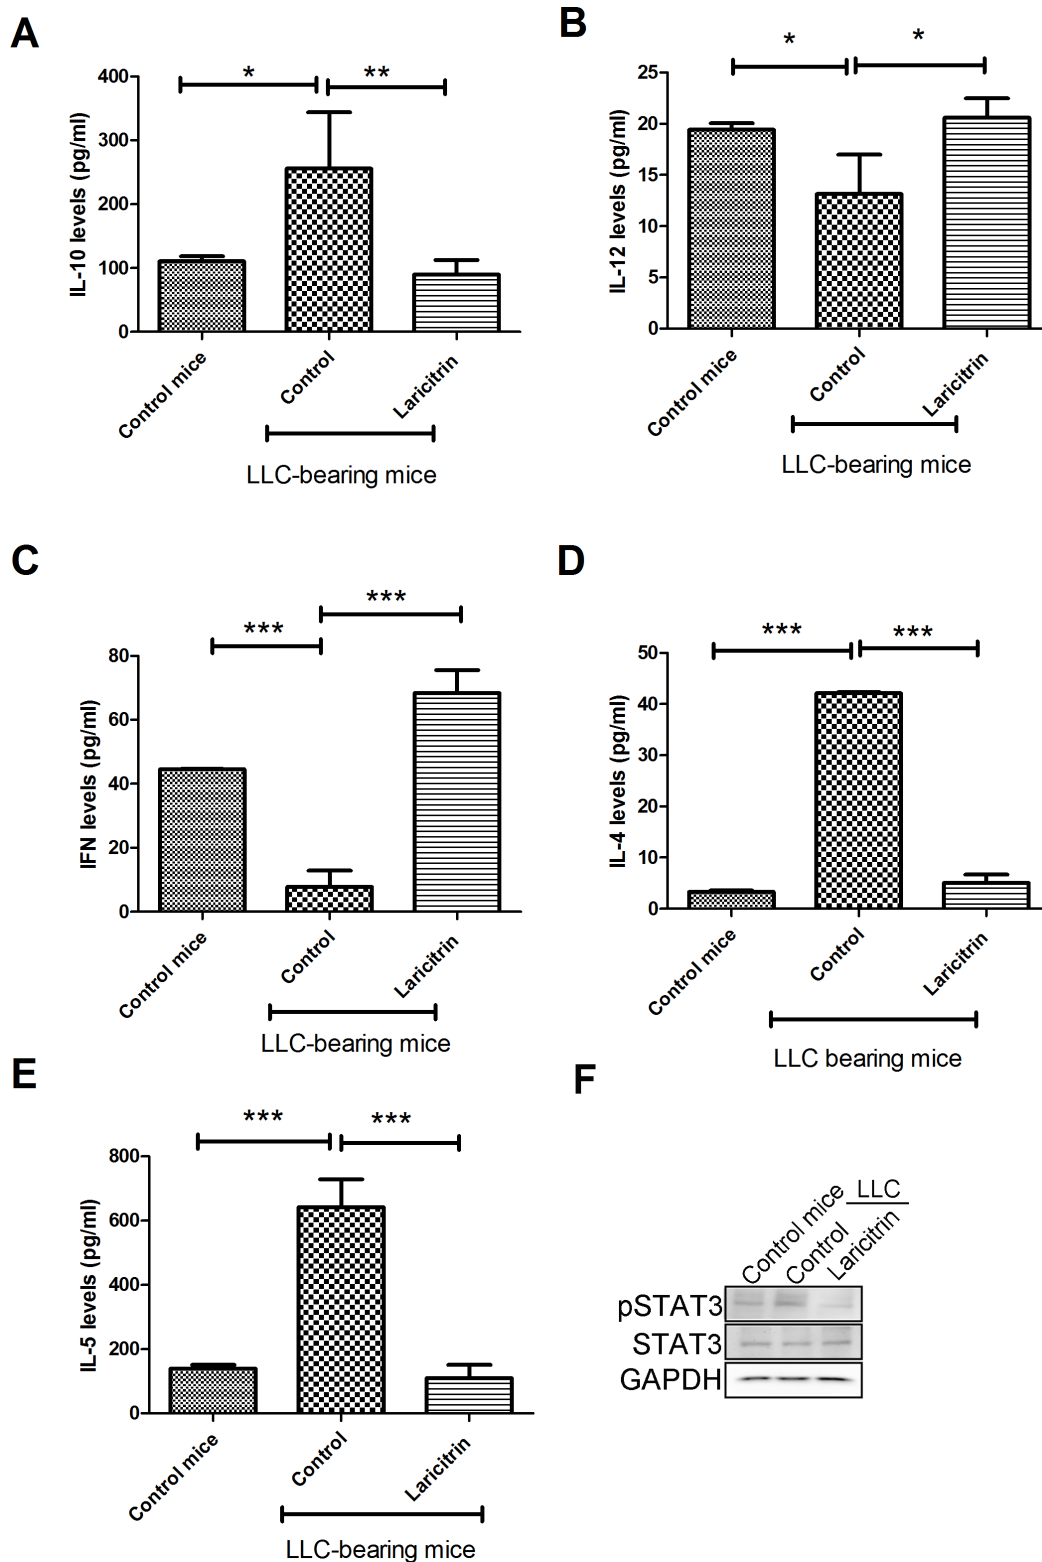 A
IL-10 levels (pg/ml)
400
300
200
100
0
* **
Control mice
Control
Laricitrin
LLC-bearing mice
B
IL-12 levels (pg/ml)
25
20
15
10
5
0
* *
Control mice
Control
Laricitrin
LLC-bearing mice
C
IFN levels (pg/ml)
80
60
40
20
0
*** ***
Control mice
Control
Laricitrin
LLC-bearing mice
D
IL-4 levels (pg/ml)
50
40
30
20
10
0
*** ***
Control mice
Control
Laricitrin
LLC bearing mice
E
IL-5 levels (pg/ml)
800
600
400
200
0
*** ***
Control mice
Control
Laricitrin
LLC-bearing mice
F
LLC
Control mice
Control
Laricitrin
pSTAT3
STAT3
GAPDH